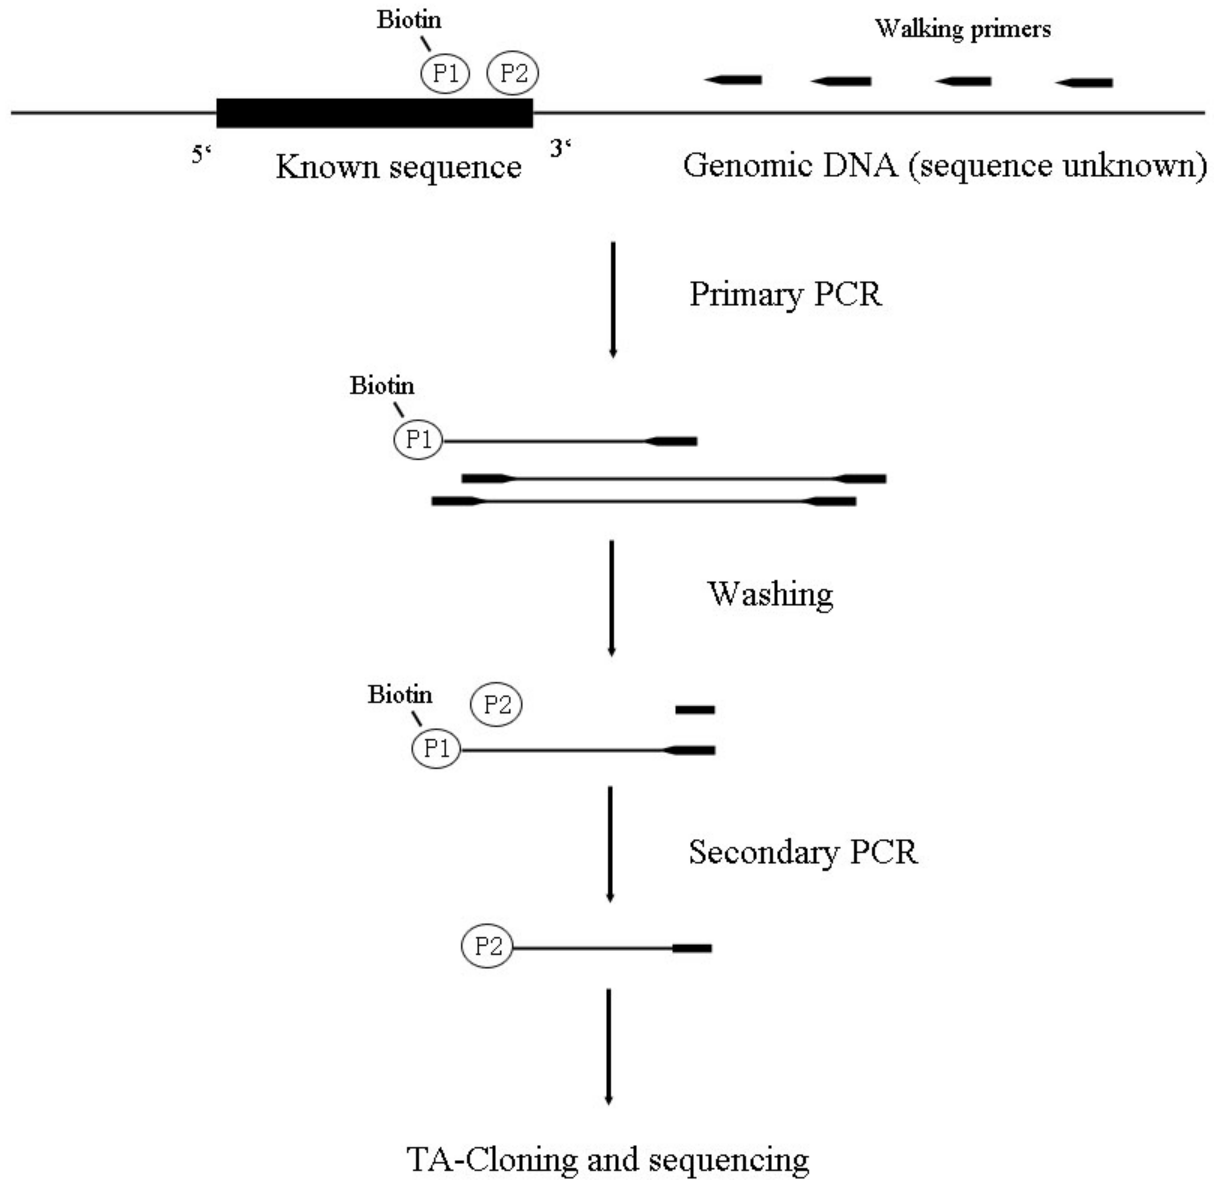 Biotin
Walking primers
P1
P2
5‘
3‘
Known sequence
Genomic DNA (sequence unknown)
Primary PCR
Biotin
P1
Washing
Biotin
P2
P1
Secondary PCR
P2
TA-Cloning and sequencing